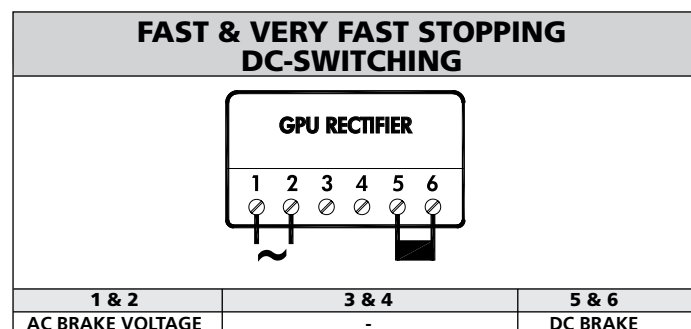 FAST & VERY FAST STOPPING
DC-SWITCHING
GPU RECTIFIER
1 2 3 4 5 6
~
1 & 2 3 & 4 5 & 6
AC BRAKE VOLTAGE - DC BRAKE